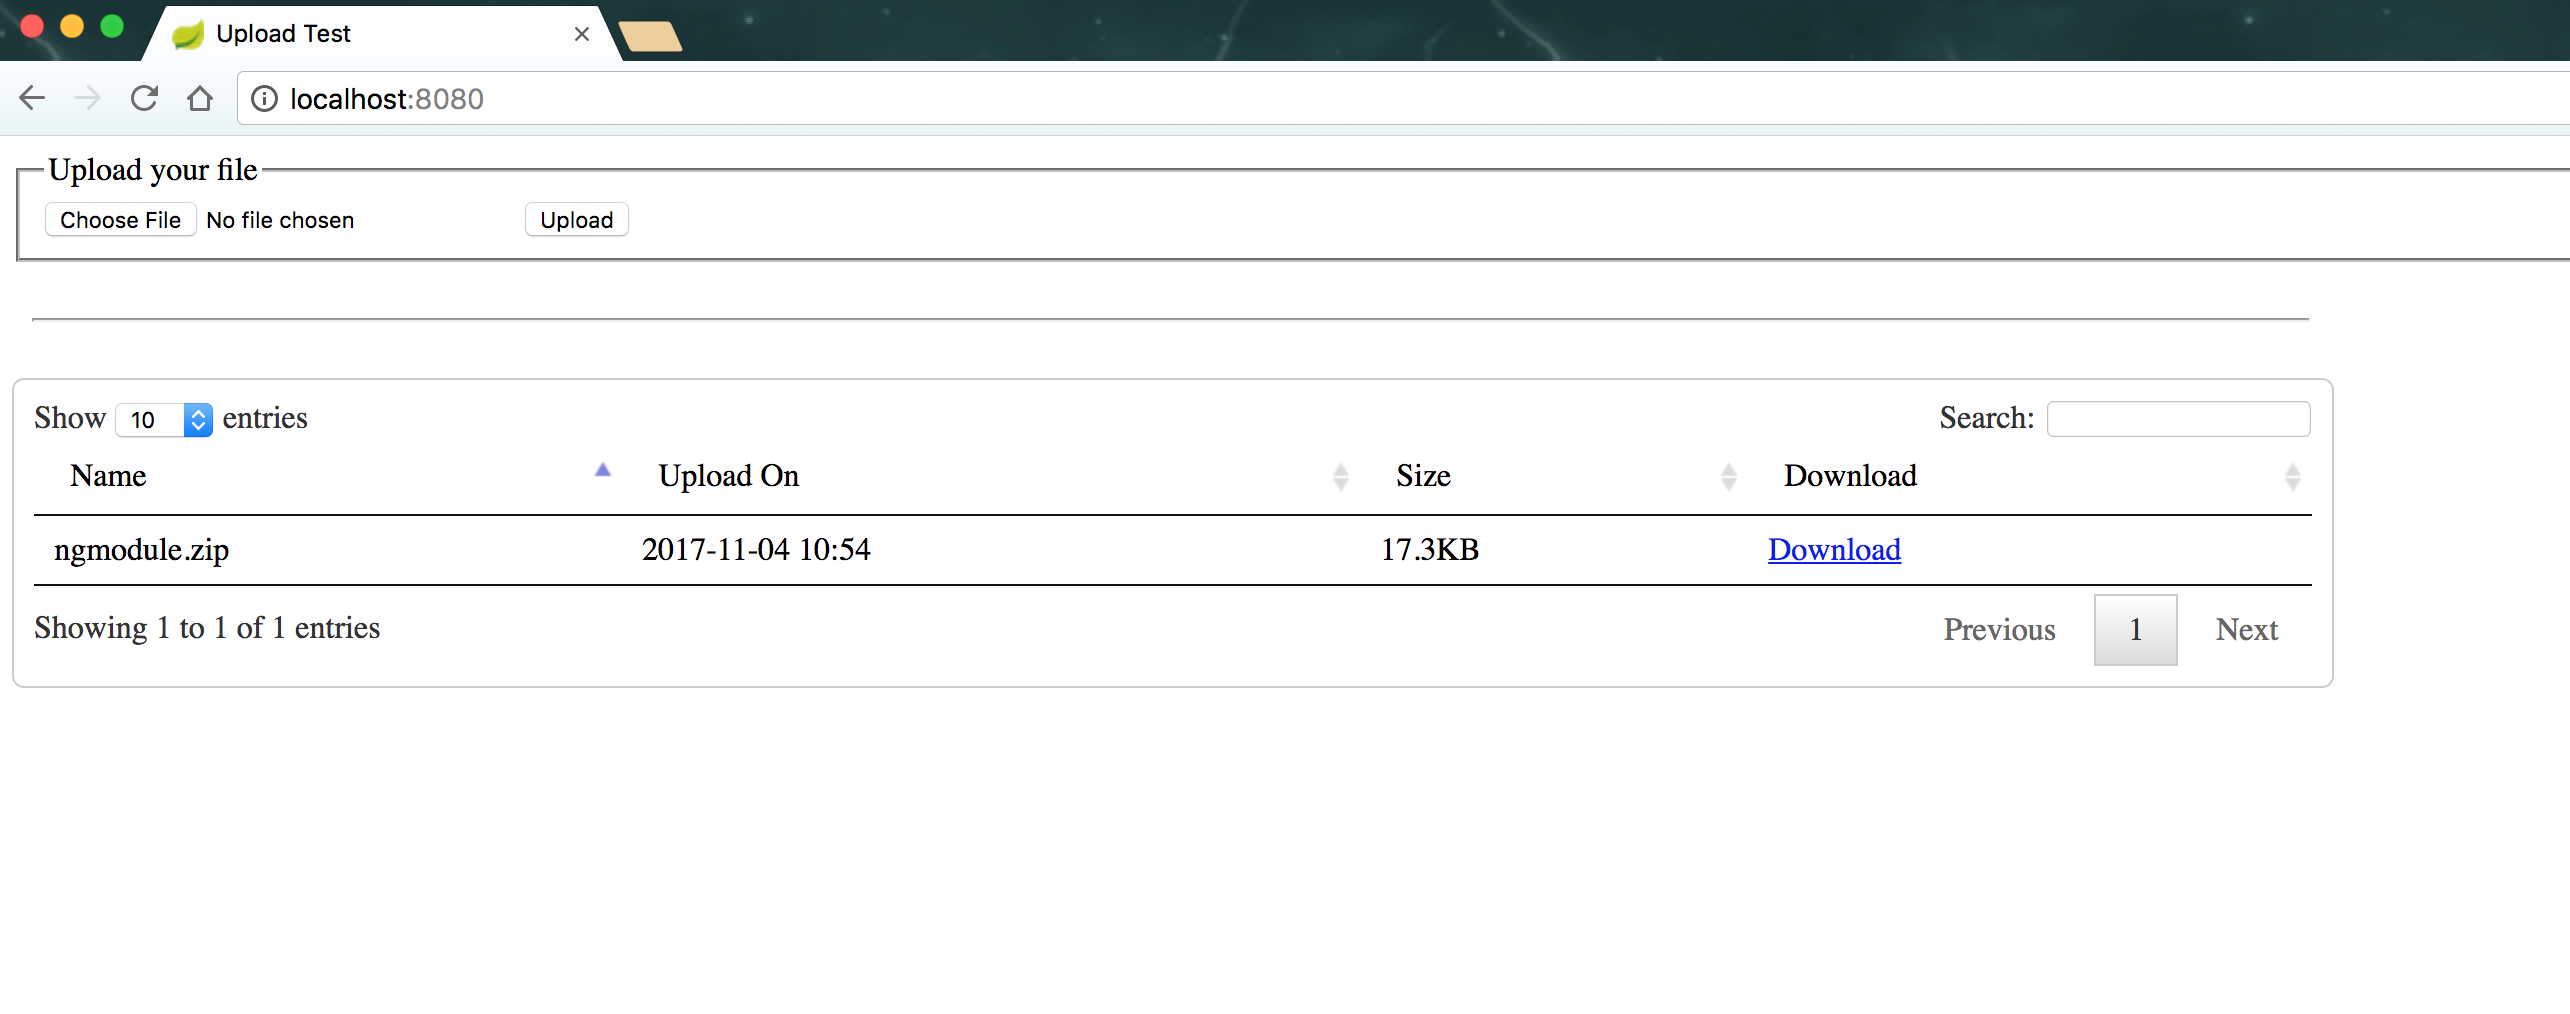 Upload Test
localhost:8080
Upload your file
Choose File No file chosen Upload
Show 10 entries Search:
Name Upload On Size Download
ngmodule.zip 2017-11-04 10:54 17.3KB Download
Showing 1 to 1 of 1 entries Previous 1 Next